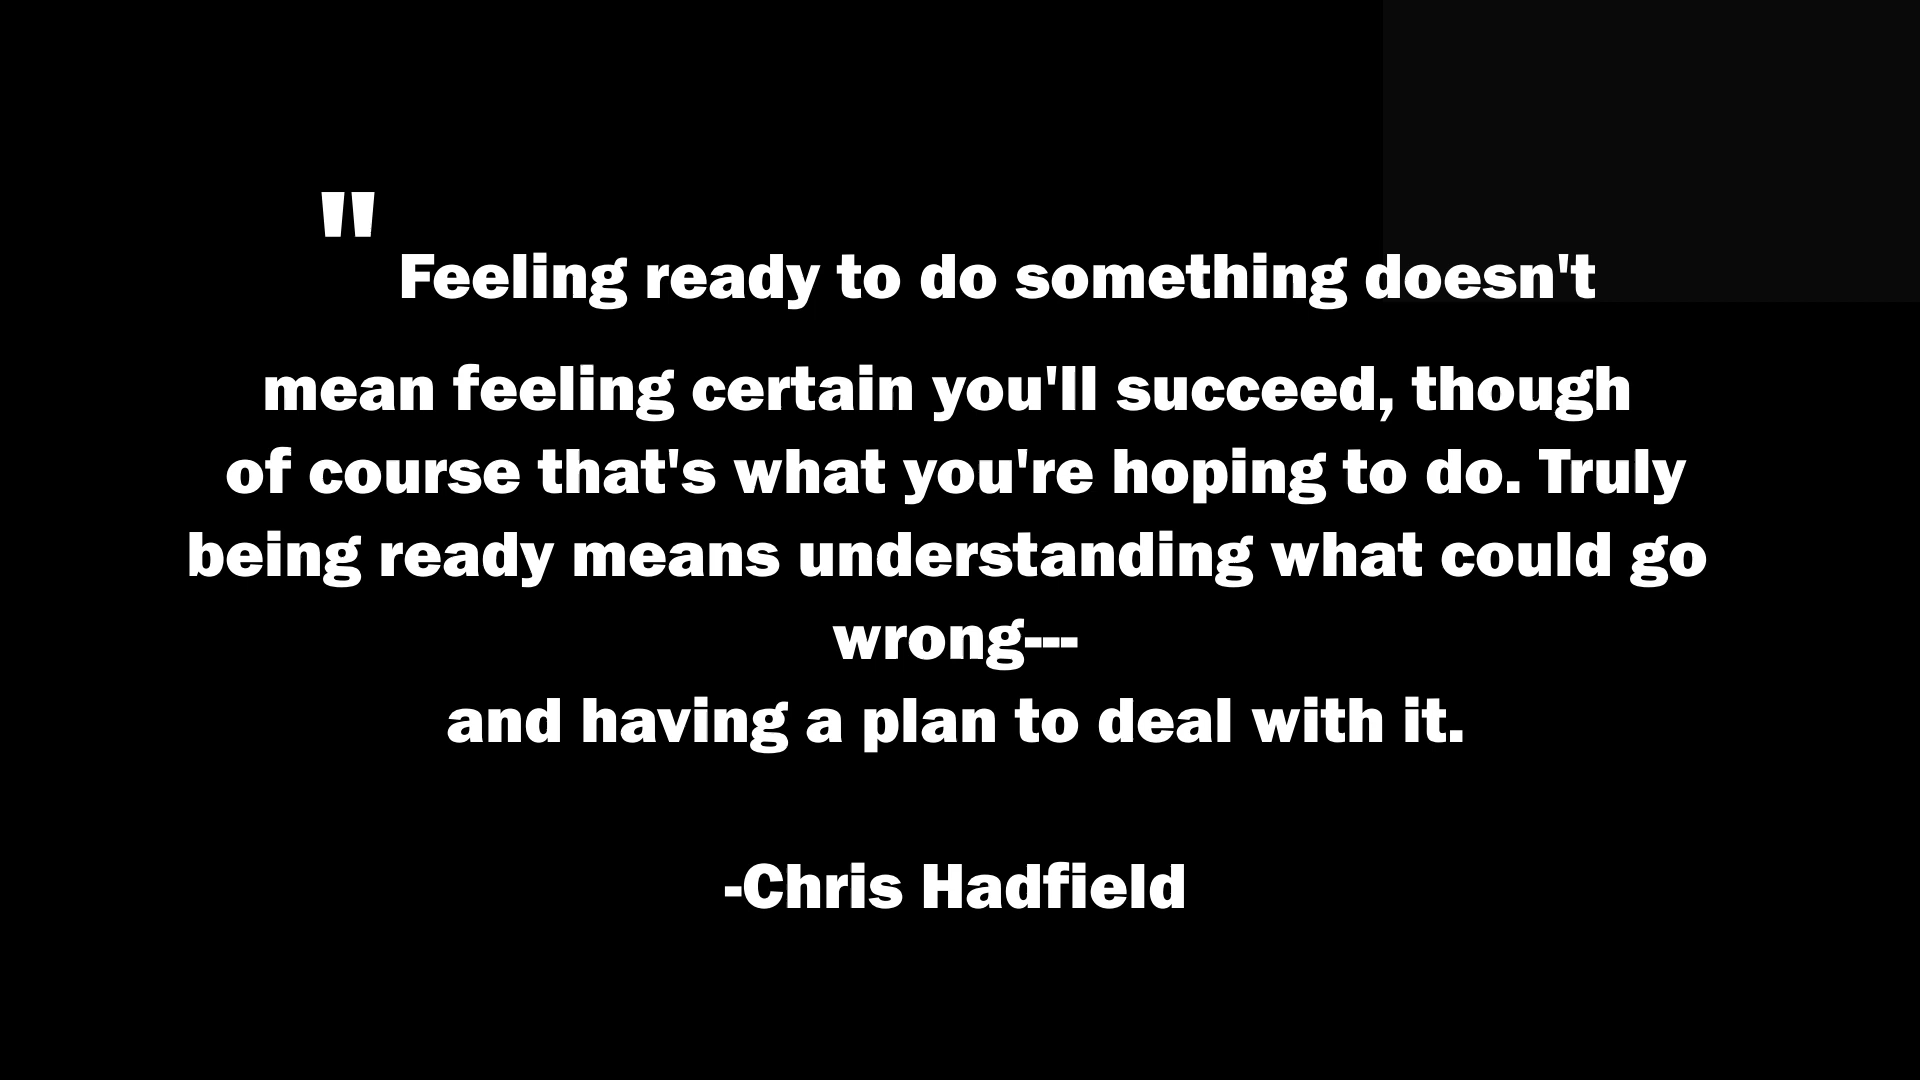 " Feeling ready to do something doesn't
mean feeling certain you'll succeed, though
of course that's what you're hoping to do. Truly
being ready means understanding what could go
wrong---
and having a plan to deal with it.
-Chris Hadfield